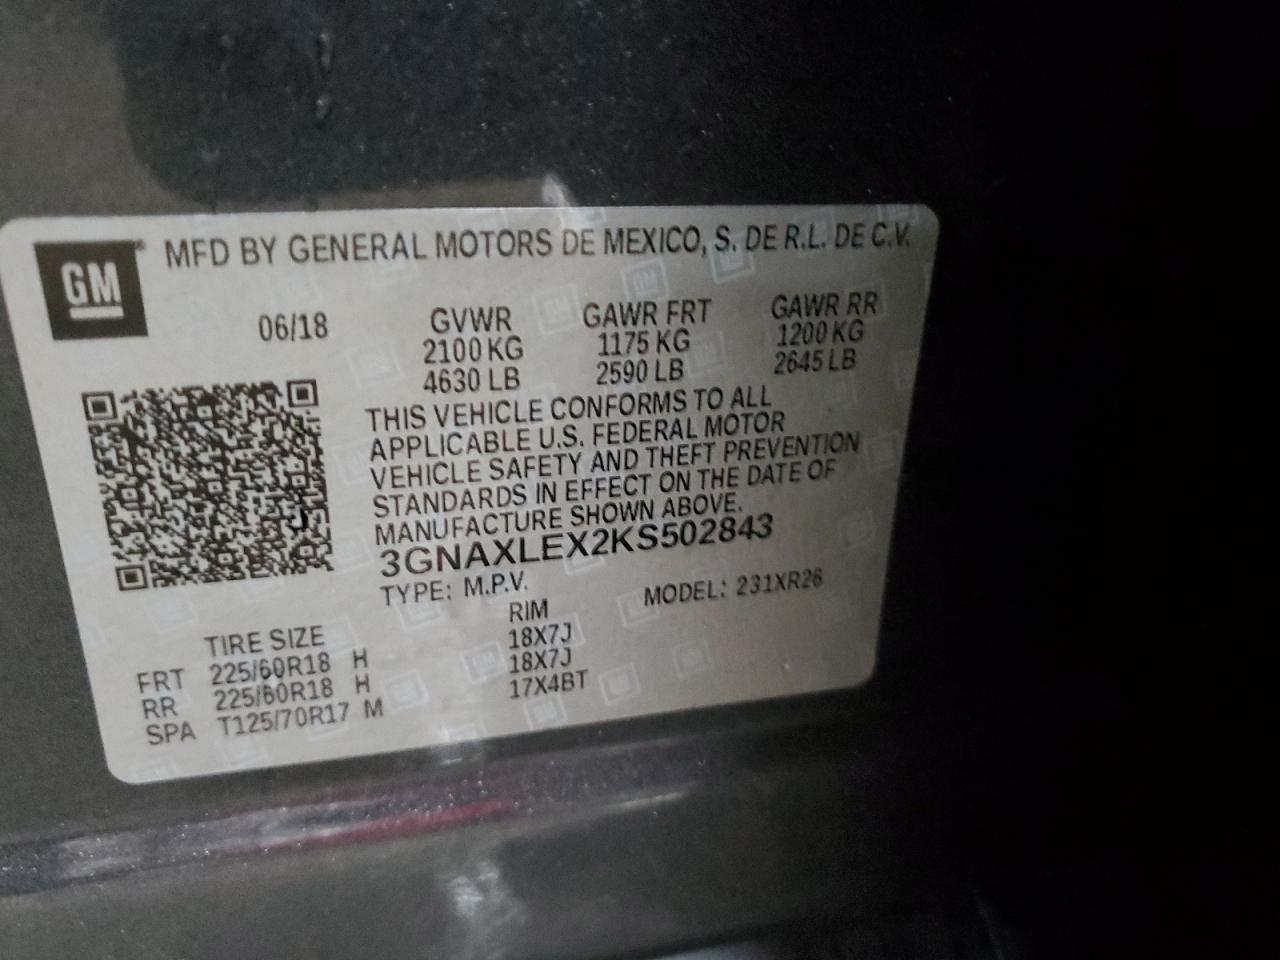 GM
MFD BY GENERAL MOTORS DE MEXICO, S. DE R.L. DE C.V.
06/18 GVWR GAWR FRT GAWR RR
2100 KG 1175 KG 1200 KG
4630 LB 2590 LB 2645 LB
THIS VEHICLE CONFORMS TO ALL
APPLICABLE U.S. FEDERAL MOTOR
VEHICLE SAFETY AND THEFT PREVENTION
STANDARDS IN EFFECT ON THE DATE OF
MANUFACTURE SHOWN ABOVE.
3GNAXLEX2KS502843
TYPE: M.P.V. MODEL: 231XR26
TIRE SIZE RIM
FRT 225/60R18 H 18X7J
RR 225/60R18 H 18X7J
SPA T125/70R17 M 17X4BT